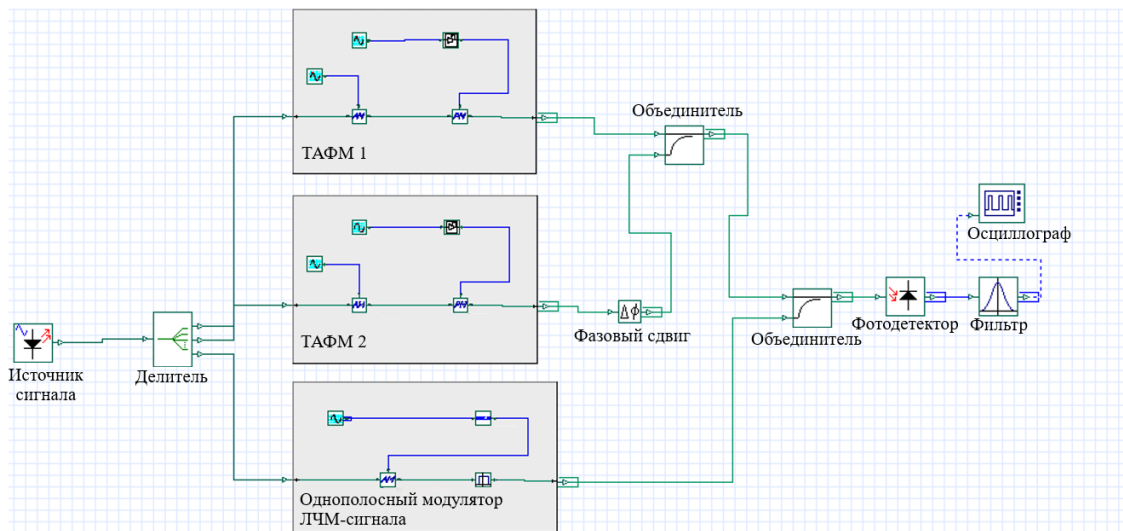 ТАФМ 1
Объединитель
ТАФМ 2
Фазовый сдвиг
Осциллограф
Источник
сигнала
Делитель
Объединитель
Фотодетектор
Фильтр
Однополосный модулятор
ЛЧМ-сигнала